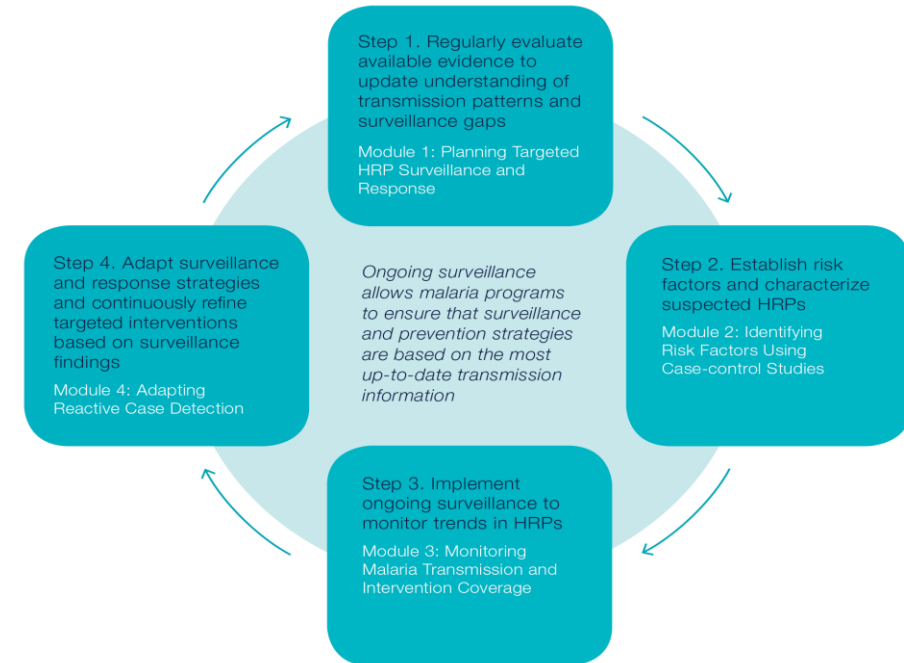 Step 1. Regularly evaluate
available evidence to
update understanding of
transmission patterns and
surveillance gaps
Module 1: Planning Targeted
HRP Surveillance and
Response
Step 2. Establish risk
factors and characterize
suspected HRPs
Module 2: Identifying
Risk Factors Using
Case-control Studies
Step 3. Implement
ongoing surveillance to
monitor trends in HRPs
Module 3: Monitoring
Malaria Transmission and
Intervention Coverage
Step 4. Adapt surveillance
and response strategies
and continuously refine
targeted interventions
based on surveillance
findings
Module 4: Adapting
Reactive Case Detection
Ongoing surveillance
allows malaria programs
to ensure that surveillance
and prevention strategies
are based on the most
up-to-date transmission
information